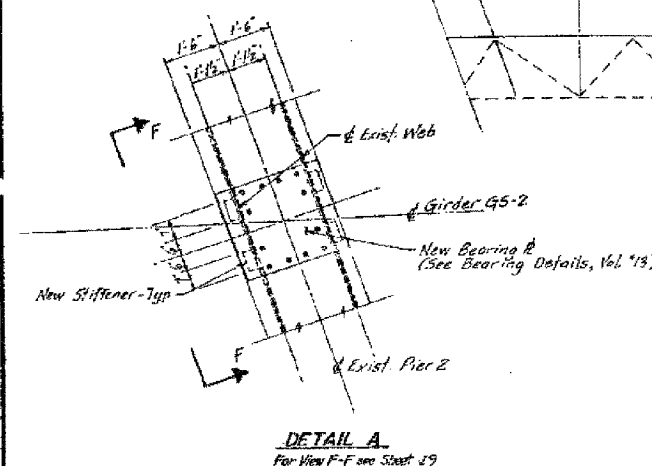 1'-6" 1'-6"
1'-1½" 1'-1½"
F
℄ Exist. Web
℄ Girder GS-2
New Bearing ℄
(See Bearing Details, Vol. #13)
New Stiffener-Typ
F
℄ Exist. Pier 2
DETAIL A
For View F-F see Sheet 29